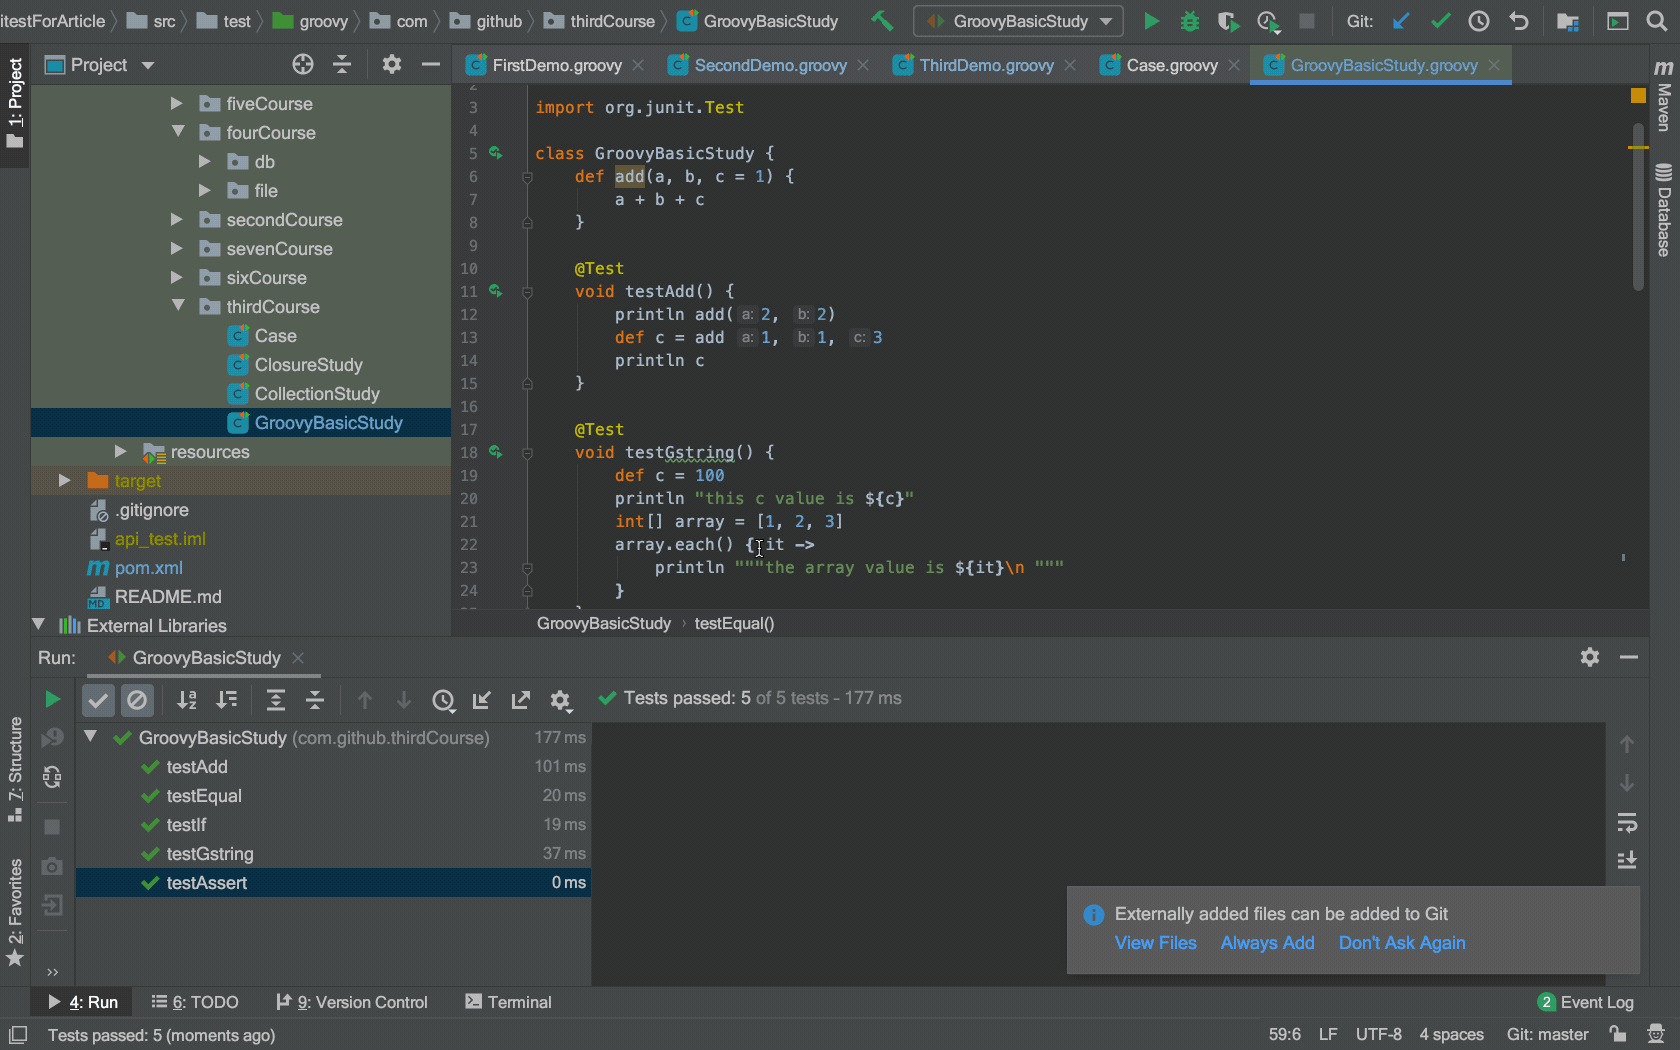 itestForArticle src test groovy com github thirdCourse GroovyBasicStudy GroovyBasicStudy Git:
1: Project
Project
FirstDemo.groovy SecondDemo.groovy ThirdDemo.groovy Case.groovy GroovyBasicStudy.groovy
Maven
Database
fiveCourse
fourCourse
db
file
secondCourse
sevenCourse
sixCourse
thirdCourse
Case
ClosureStudy
CollectionStudy
GroovyBasicStudy
resources
target
.gitignore
api_test.iml
pom.xml
README.md
External Libraries
2
3 import org.junit.Test
4
5 class GroovyBasicStudy {
6 def add(a, b, c = 1) {
7 a + b + c
8 }
9
10 @Test
11 void testAdd() {
12 println add( a: 2, b: 2)
13 def c = add a: 1, b: 1, c: 3
14 println c
15 }
16
17 @Test
18 void testGstring() {
19 def c = 100
20 println "this c value is ${c}"
21 int[] array = [1, 2, 3]
22 array.each() { it ->
23 println """the array value is ${it}\n """
24 }
GroovyBasicStudy › testEqual()
Run: GroovyBasicStudy
Tests passed: 5 of 5 tests - 177 ms
GroovyBasicStudy (com.github.thirdCourse) 177 ms
testAdd 101 ms
testEqual 20 ms
testIf 19 ms
testGstring 37 ms
testAssert 0 ms
7: Structure
2: Favorites
Externally added files can be added to Git
View Files Always Add Don't Ask Again
4: Run 6: TODO 9: Version Control Terminal 2 Event Log
Tests passed: 5 (moments ago) 59:6 LF UTF-8 4 spaces Git: master